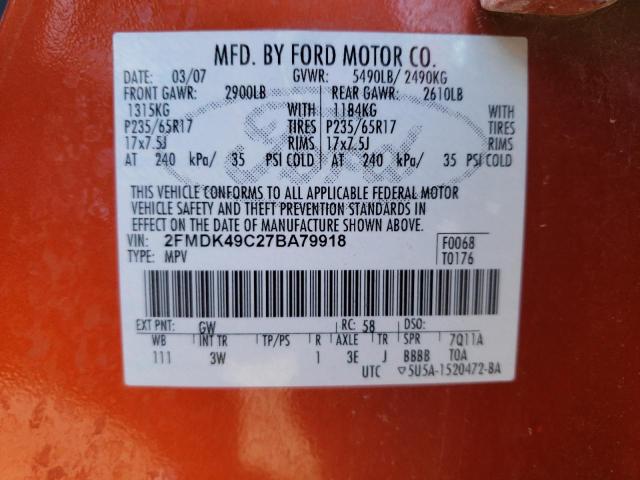 MFD. BY FORD MOTOR CO.
DATE: 03/07 GVWR: 5490LB/ 2490KG
FRONT GAWR: 2900LB REAR GAWR: 2610LB
1315KG WITH 1184KG WITH
P235/65R17 TIRES P235/65R17 TIRES
17x7.5J RIMS 17x7.5J RIMS
AT 240 kPa/ 35 PSI COLD AT 240 kPa/ 35 PSI COLD
Ford
THIS VEHICLE CONFORMS TO ALL APPLICABLE FEDERAL MOTOR
VEHICLE SAFETY AND THEFT PREVENTION STANDARDS IN
EFFECT ON THE DATE OF MANUFACTURE SHOWN ABOVE.
VIN: 2FMDK49C27BA79918 F0068
TYPE: MPV T0176
EXT PNT: GW RC: 58 DSO:
WB INT TR TP/PS R AXLE TR SPR 7Q11A
111 3W 1 3E J BBBB TOA
UTC ▽5U5A-1520472-BA